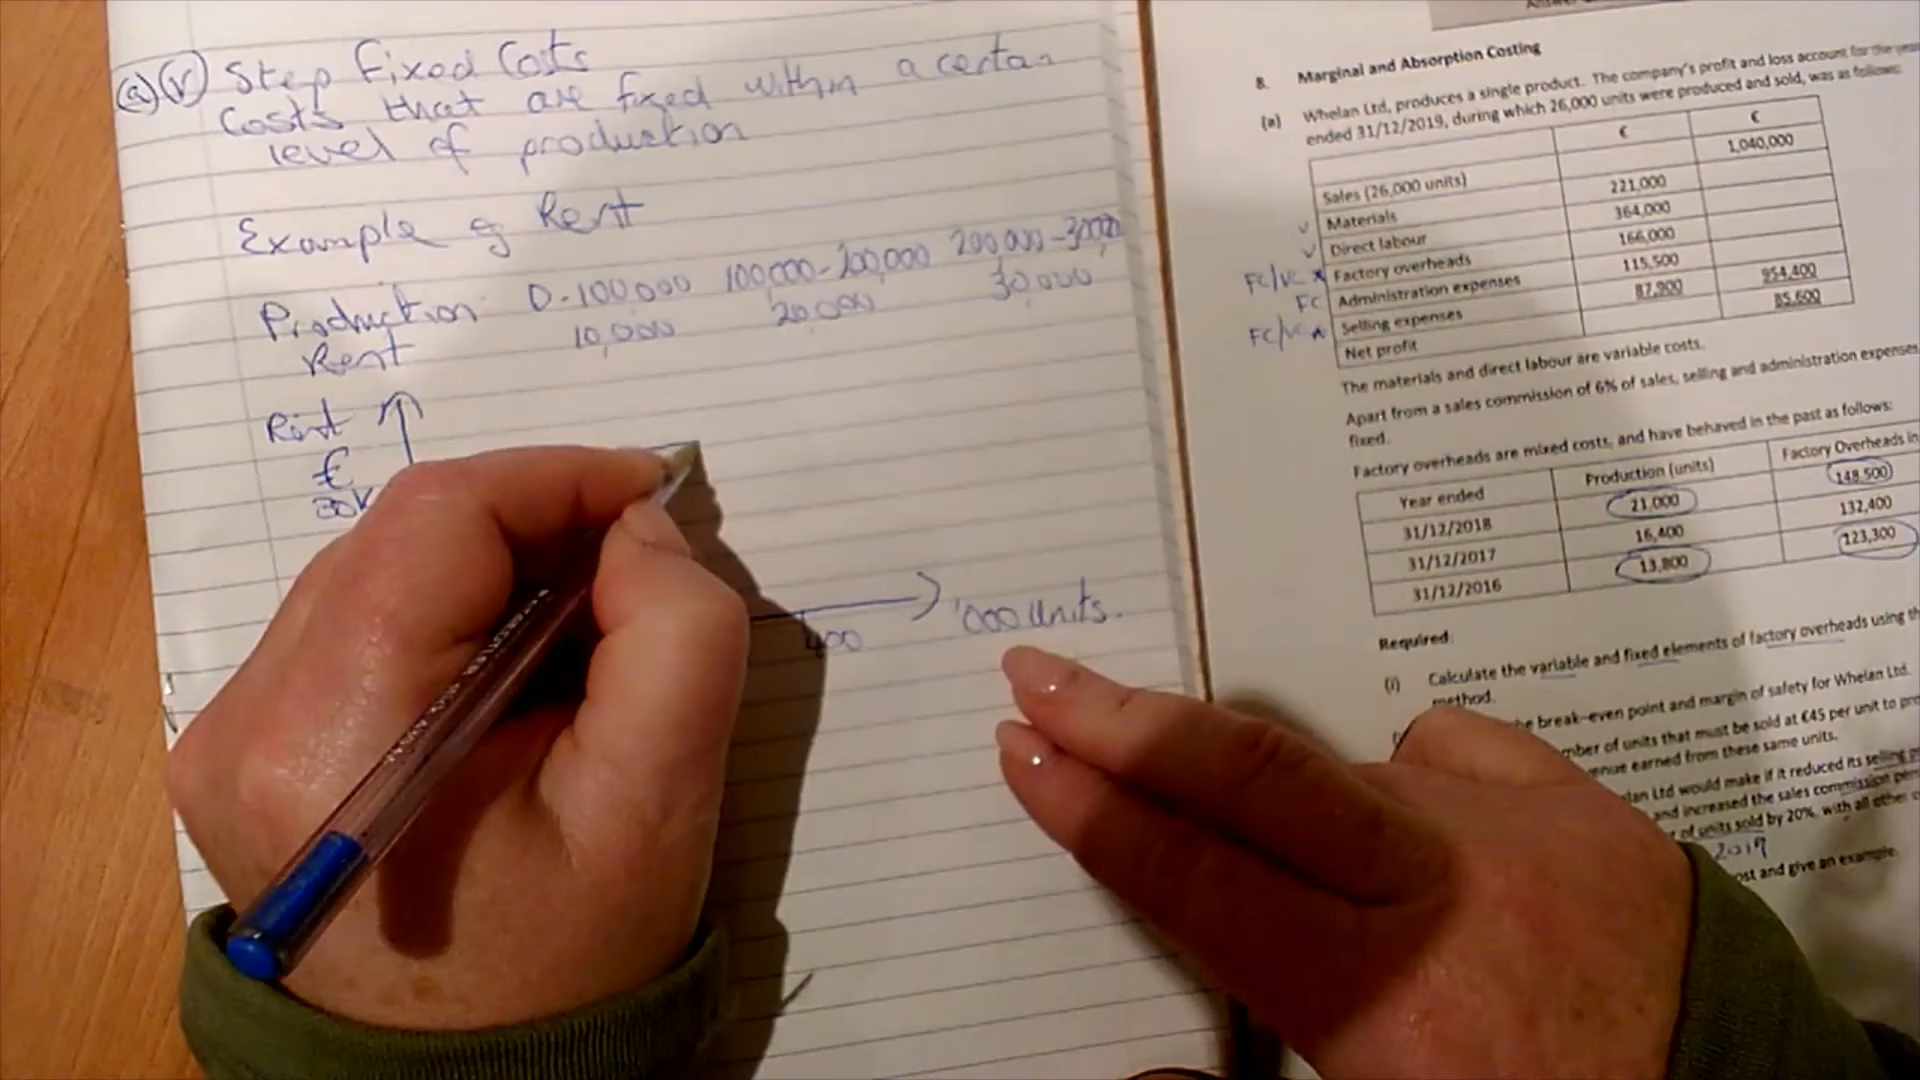 (a) (v) Step Fixed Costs
Costs that are fixed within a certain
level of production
Example of Rent
Production 0-100,000 100,000-200,000 200,000-300,000
Rent 10,000 20,000 30,000
Rent
€
30K
400
'000 units.
8. Marginal and Absorption Costing
(a) Whelan Ltd, produces a single product. The company's profit and loss account for the year
ended 31/12/2019, during which 26,000 units were produced and sold, was as follows:
€ €
Sales (26,000 units) 1,040,000
Materials 221,000
Direct labour 364,000
FC/VC Factory overheads 166,000
FC Administration expenses 115,500
FC/VC Selling expenses 87,900 954,400
Net profit 85,600
The materials and direct labour are variable costs.
Apart from a sales commission of 6% of sales, selling and administration expenses
fixed.
Factory overheads are mixed costs, and have behaved in the past as follows:
Year ended Production (units) Factory Overheads in
31/12/2018 21,000 148,500
31/12/2017 16,400 132,400
31/12/2016 13,800 123,300
Required:
(i) Calculate the variable and fixed elements of factory overheads using
method.
break-even point and margin of safety for Whelan Ltd.
of units that must be sold at €45 per unit to
from these same units.
Ltd would make if it reduced its selling
and increased the sales commission
of units sold by 20%, with all other
2019
and give an example.